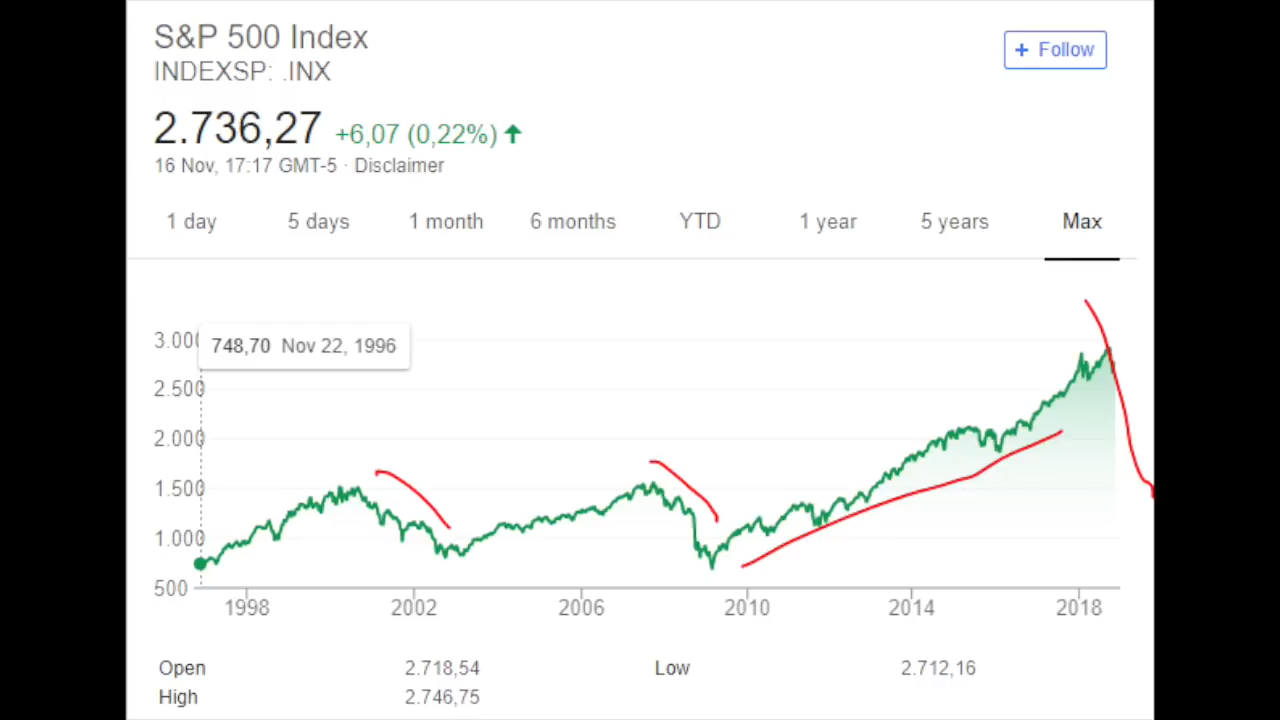 S&P 500 Index
+ Follow
INDEXSP: .INX
2.736,27 +6,07 (0,22%)
16 Nov, 17:17 GMT-5 · Disclaimer
1 day 5 days 1 month 6 months YTD 1 year 5 years Max
3.000
748,70 Nov 22, 1996
2.500
2.000
1.500
1.000
500
1998 2002 2006 2010 2014 2018
Open 2.718,54 Low 2.712,16
High 2.746,75